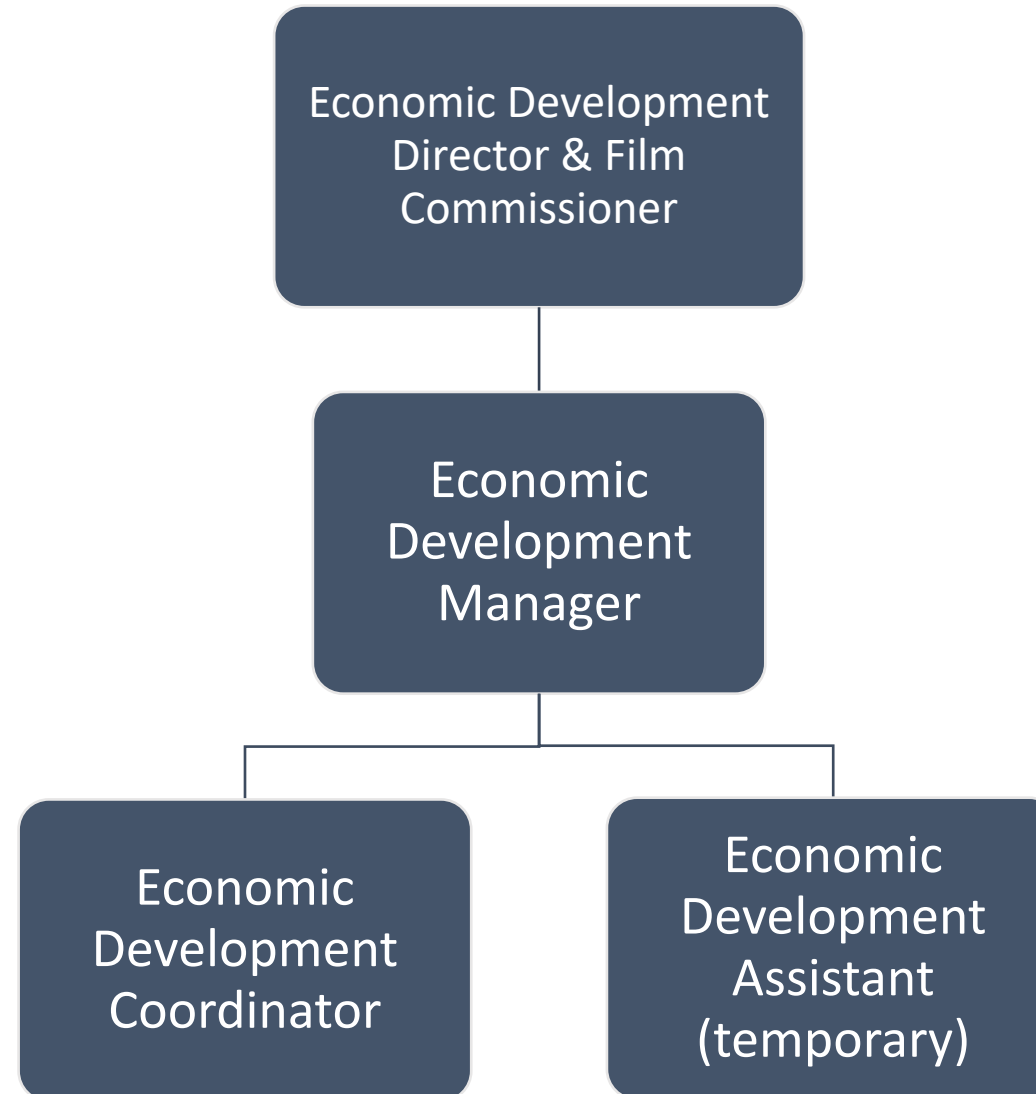 Economic Development
Director & Film
Commissioner
Economic
Development
Manager
Economic
Development
Coordinator
Economic
Development
Assistant
(temporary)